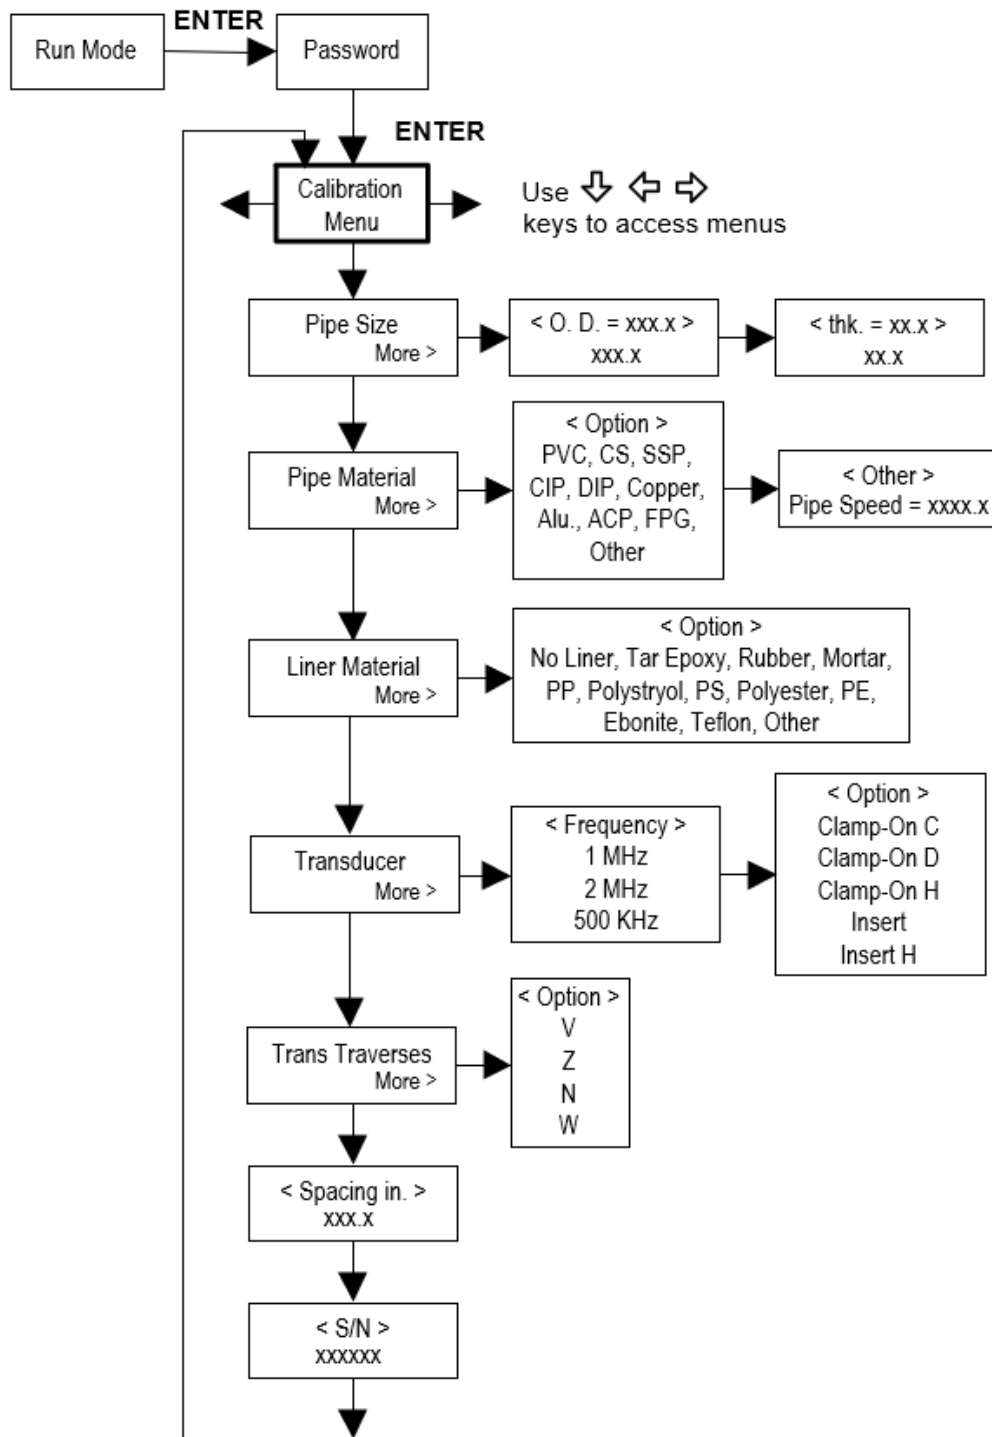 ENTER
Run Mode
Password
ENTER
Calibration
Menu
Use
keys to access menus
Pipe Size
More >
< O. D. = xxx.x >
xxx.x
< thk. = xx.x >
xx.x
Pipe Material
More >
< Option >
PVC, CS, SSP,
CIP, DIP, Copper,
Alu., ACP, FPG,
Other
< Other >
Pipe Speed = xxxx.x
Liner Material
More >
< Option >
No Liner, Tar Epoxy, Rubber, Mortar,
PP, Polystryol, PS, Polyester, PE,
Ebonite, Teflon, Other
Transducer
More >
< Frequency >
1 MHz
2 MHz
500 KHz
< Option >
Clamp-On C
Clamp-On D
Clamp-On H
Insert
Insert H
Trans Traverses
More >
< Option >
V
Z
N
W
< Spacing in. >
xxx.x
< S/N >
xxxxxx